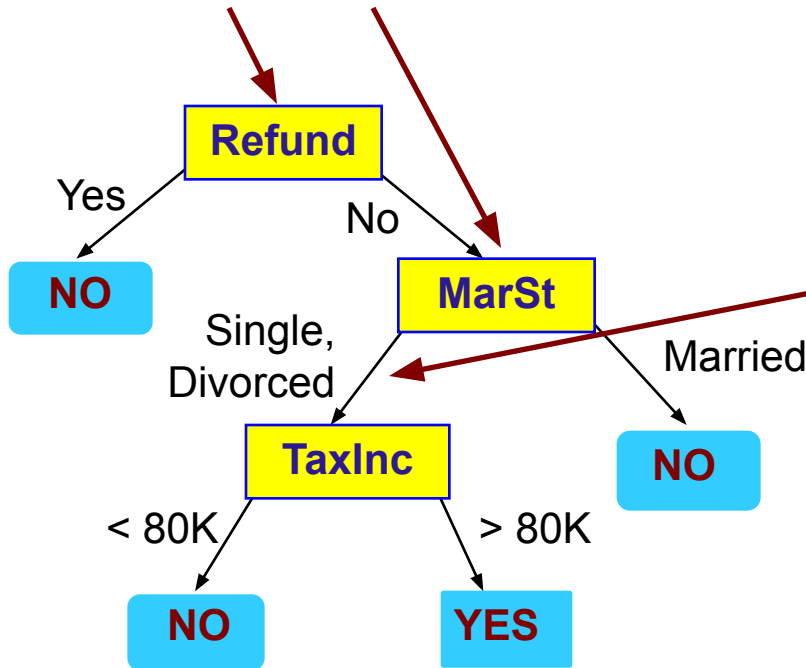 Refund
Yes
No
NO
MarSt
Single,
Divorced
Married
TaxInc
NO
< 80K
> 80K
NO
YES